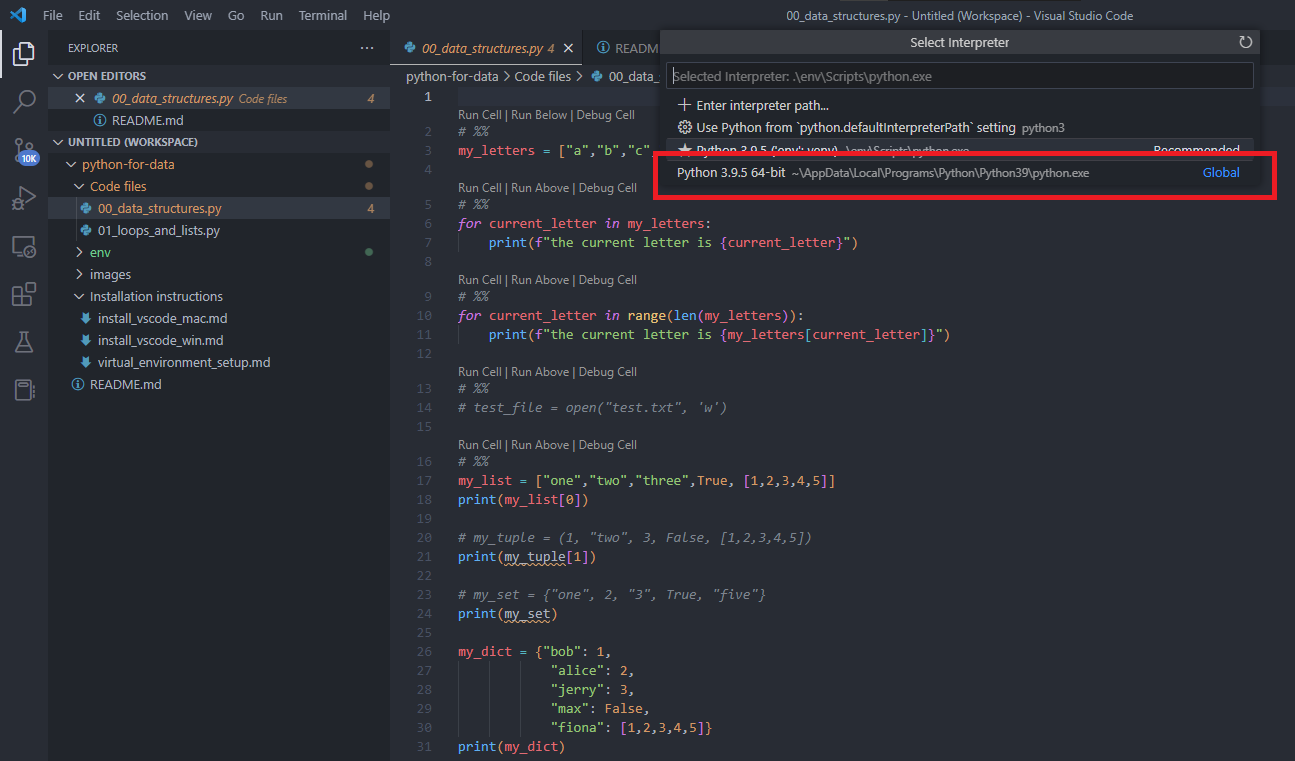 File Edit Selection View Go Run Terminal Help
00_data_structures.py - Untitled (Workspace) - Visual Studio Code
EXPLORER ···
OPEN EDITORS
00_data_structures.py Code files 4
README.md
UNTITLED (WORKSPACE)
python-for-data
Code files
00_data_structures.py 4
01_loops_and_lists.py
env
images
Installation instructions
install_vscode_mac.md
install_vscode_win.md
virtual_environment_setup.md
README.md
10K
00_data_structures.py 4
README
python-for-data > Code files > 00_data_
Select Interpreter
Selected Interpreter: .\env\Scripts\python.exe
Enter interpreter path...
Use Python from `python.defaultInterpreterPath` setting python3
Python 3.9.5 ('env': venv) .\env\Scripts\python.exe Recommended
Python 3.9.5 64-bit ~\AppData\Local\Programs\Python\Python39\python.exe Global
1
Run Cell | Run Below | Debug Cell
2 # %%
3 my_letters = ["a","b","c",
4
Run Cell | Run Above | Debug Cell
5 # %%
6 for current_letter in my_letters:
7     print(f"the current letter is {current_letter}")
8
Run Cell | Run Above | Debug Cell
9 # %%
10 for current_letter in range(len(my_letters)):
11     print(f"the current letter is {my_letters[current_letter]}")
12
Run Cell | Run Above | Debug Cell
13 # %%
14 # test_file = open("test.txt", 'w')
15
Run Cell | Run Above | Debug Cell
16 # %%
17 my_list = ["one","two","three",True, [1,2,3,4,5]]
18 print(my_list[0])
19
20 # my_tuple = (1, "two", 3, False, [1,2,3,4,5])
21 print(my_tuple[1])
22
23 # my_set = {"one", 2, "3", True, "five"}
24 print(my_set)
25
26 my_dict = {"bob": 1,
27            "alice": 2,
28            "jerry": 3,
29            "max": False,
30            "fiona": [1,2,3,4,5]}
31 print(my_dict)